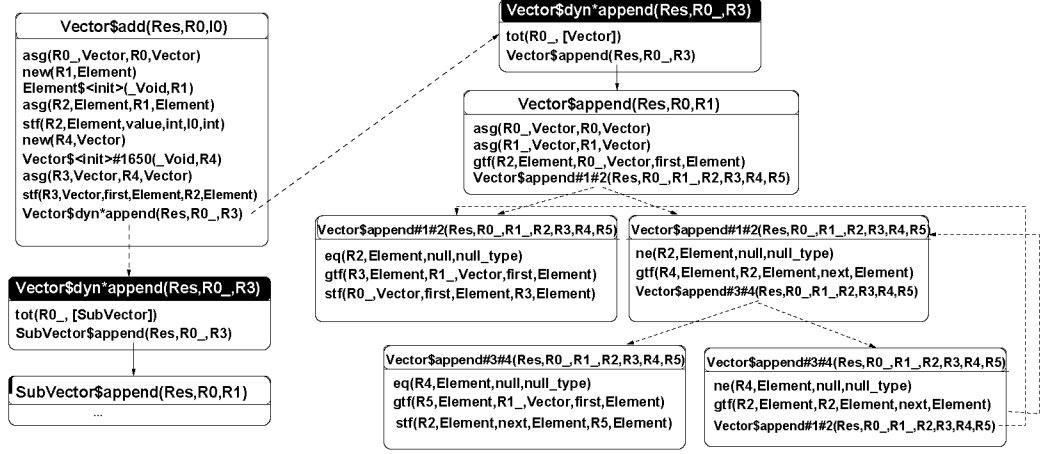 Vector$add(Res,R0,I0)
asg(R0_,Vector,R0,Vector)
new(R1,Element)
Element$<init>(_Void,R1)
asg(R2,Element,R1,Element)
stf(R2,Element,value,int,I0,int)
new(R4,Vector)
Vector$<init>#1650(_Void,R4)
asg(R3,Vector,R4,Vector)
stf(R3,Vector,first,Element,R2,Element)
Vector$dyn*append(Res,R0_,R3)
Vector$dyn*append(Res,R0_,R3)
tot(R0_, [SubVector])
SubVector$append(Res,R0_,R3)
SubVector$append(Res,R0,R1)
...
Vector$dyn*append(Res,R0_,R3)
tot(R0_, [Vector])
Vector$append(Res,R0_,R3)
Vector$append(Res,R0,R1)
asg(R0_,Vector,R0,Vector)
asg(R1_,Vector,R1,Vector)
gtf(R2,Element,R0_,Vector,first,Element)
Vector$append#1#2(Res,R0_,R1_,R2,R3,R4,R5)
Vector$append#1#2(Res,R0_,R1_,R2,R3,R4,R5)
eq(R2,Element,null,null_type)
gtf(R3,Element,R1_,Vector,first,Element)
stf(R0_,Vector,first,Element,R3,Element)
Vector$append#1#2(Res,R0_,R1_,R2,R3,R4,R5)
ne(R2,Element,null,null_type)
gtf(R4,Element,R2,Element,next,Element)
Vector$append#3#4(Res,R0_,R1_,R2,R3,R4,R5)
Vector$append#3#4(Res,R0_,R1_,R2,R3,R4,R5)
eq(R4,Element,null,null_type)
gtf(R5,Element,R1_,Vector,first,Element)
stf(R2,Element,next,Element,R5,Element)
Vector$append#3#4(Res,R0_,R1_,R2,R3,R4,R5)
ne(R4,Element,null,null_type)
gtf(R2,Element,R2,Element,next,Element)
Vector$append#1#2(Res,R0_,R1_,R2,R3,R4,R5)